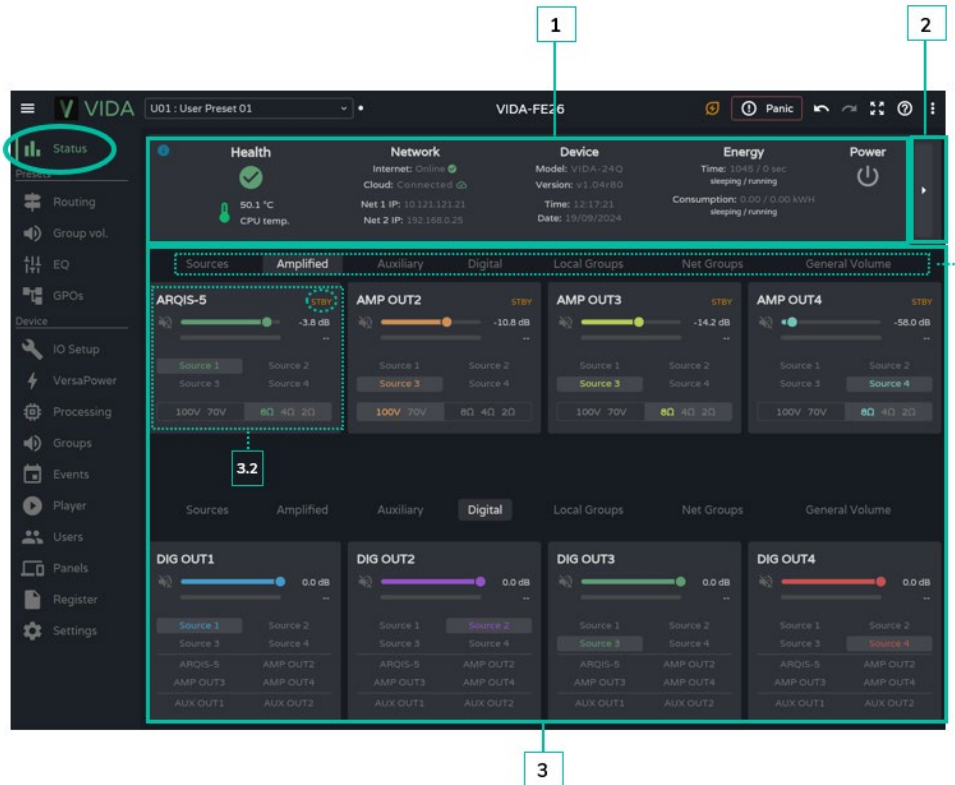 1
2
VIDA
U01 : User Preset 01
VIDA-FE26
Panic
Status
Presets
Routing
Group vol.
EQ
GPOs
Device
IO Setup
VersaPower
Processing
Groups
Events
Player
Users
Panels
Register
Settings
Health
50.1 °C
CPU temp.
Network
Internet: Online
Cloud: Connected
Net 1 IP: 10.121.121.21
Net 2 IP: 192.168.0.25
Device
Model: VIDA-24Q
Version: v1.04r80
Time: 12:17:21
Date: 19/09/2024
Energy
Time: 1045 / 0 sec
sleeping / running
Consumption: 0.00 / 0.00 kWH
sleeping / running
Power
Sources Amplified Auxiliary Digital Local Groups Net Groups General Volume
ARQIS-5 STBY
-3.8 dB
--
Source 1 Source 2
Source 3 Source 4
100V 70V 8Ω 4Ω 2Ω
AMP OUT2 STBY
-10.8 dB
--
Source 1 Source 2
Source 3 Source 4
100V 70V 8Ω 4Ω 2Ω
AMP OUT3 STBY
-14.2 dB
--
Source 1 Source 2
Source 3 Source 4
100V 70V 8Ω 4Ω 2Ω
AMP OUT4 STBY
-58.0 dB
--
Source 1 Source 2
Source 3 Source 4
100V 70V 8Ω 4Ω 2Ω
3.2
Sources Amplified Auxiliary Digital Local Groups Net Groups General Volume
DIG OUT1
0.0 dB
--
Source 1 Source 2
Source 3 Source 4
ARQIS-5 AMP OUT2
AMP OUT3 AMP OUT4
AUX OUT1 AUX OUT2
DIG OUT2
0.0 dB
--
Source 1 Source 2
Source 3 Source 4
ARQIS-5 AMP OUT2
AMP OUT3 AMP OUT4
AUX OUT1 AUX OUT2
DIG OUT3
0.0 dB
--
Source 1 Source 2
Source 3 Source 4
ARQIS-5 AMP OUT2
AMP OUT3 AMP OUT4
AUX OUT1 AUX OUT2
DIG OUT4
0.0 dB
--
Source 1 Source 2
Source 3 Source 4
ARQIS-5 AMP OUT2
AMP OUT3 AMP OUT4
AUX OUT1 AUX OUT2
3